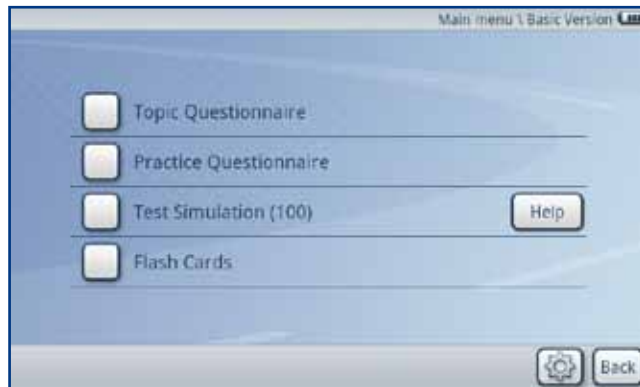 Main menu \ Basic Version
Topic Questionnaire
Practice Questionnaire
Test Simulation (100)
Help
Flash Cards
Back